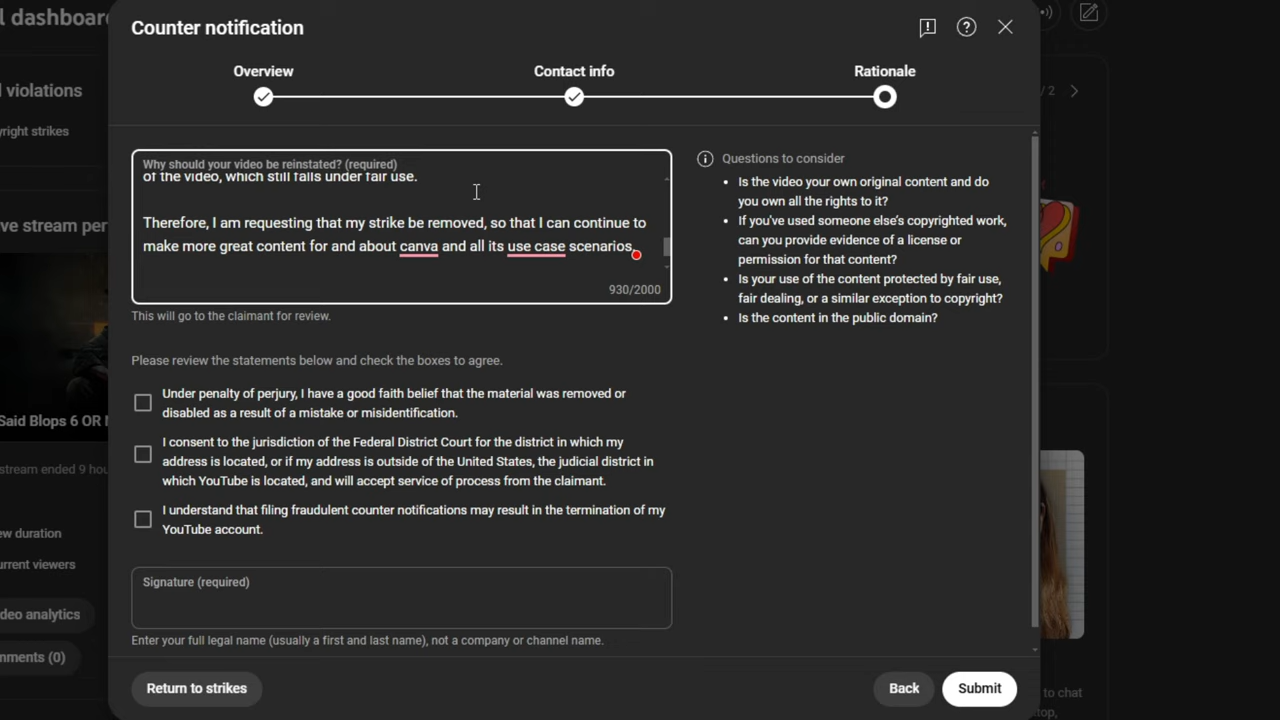 l dashboar
Counter notification
Overview
Contact info
Rationale
l violations
yright strikes
/ 2
Why should your video be reinstated? (required)
of the video, which still falls under fair use.
Therefore, I am requesting that my strike be removed, so that I can continue to
make more great content for and about canva and all its use case scenarios.
930/2000
This will go to the claimant for review.
Questions to consider
Is the video your own original content and do
you own all the rights to it?
If you've used someone else's copyrighted work,
can you provide evidence of a license or
permission for that content?
Is your use of the content protected by fair use,
fair dealing, or a similar exception to copyright?
Is the content in the public domain?
ve stream per
Please review the statements below and check the boxes to agree.
Under penalty of perjury, I have a good faith belief that the material was removed or
disabled as a result of a mistake or misidentification.
I consent to the jurisdiction of the Federal District Court for the district in which my
address is located, or if my address is outside of the United States, the judicial district in
which YouTube is located, and will accept service of process from the claimant.
I understand that filing fraudulent counter notifications may result in the termination of my
YouTube account.
Said Blops 6 OR N
stream ended 9 hou
ew duration
urrent viewers
deo analytics
mments (0)
Signature (required)
Enter your full legal name (usually a first and last name), not a company or channel name.
Return to strikes
Back
Submit
to chat
top,